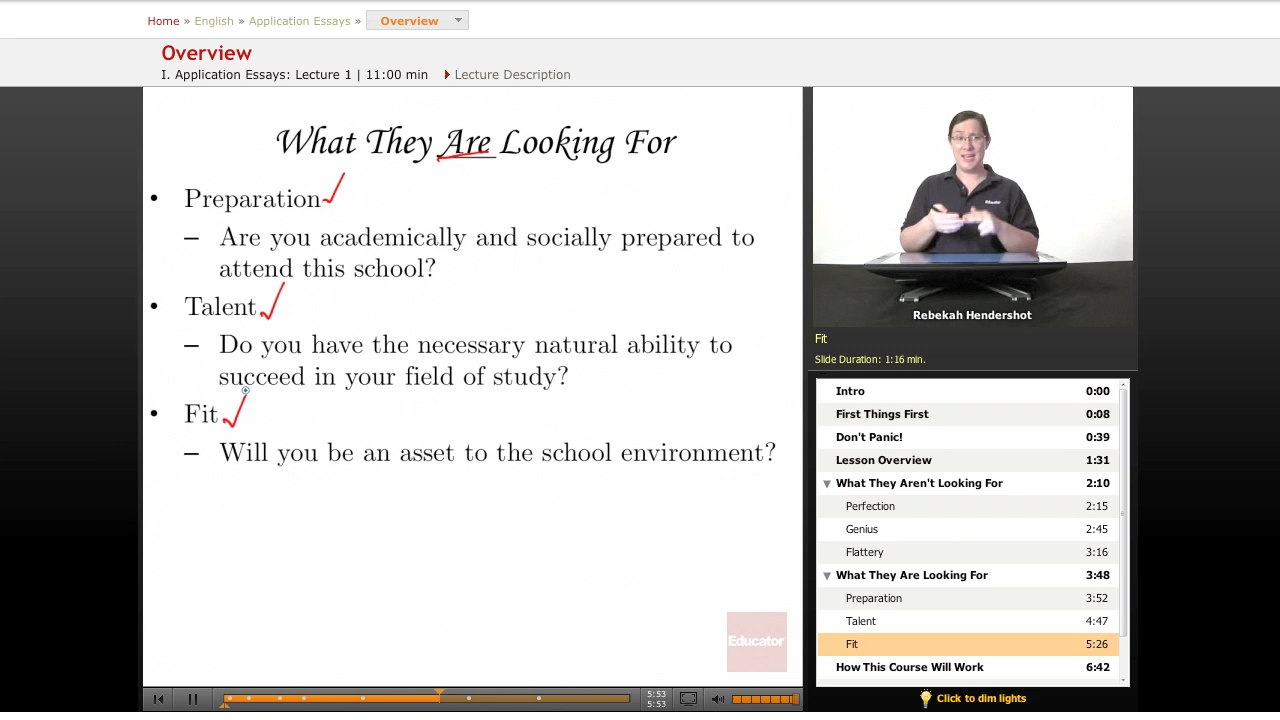 Home » English » Application Essays » Overview
Overview
I. Application Essays: Lecture 1 | 11:00 min Lecture Description
What They Are Looking For
• Preparation
– Are you academically and socially prepared to
attend this school?
• Talent
– Do you have the necessary natural ability to
succeed in your field of study?
• Fit
– Will you be an asset to the school environment?
Educator
5:53
5:53
Rebekah Hendershot
Fit
Slide Duration: 1:16 min.
Intro 0:00
First Things First 0:08
Don't Panic! 0:39
Lesson Overview 1:31
What They Aren't Looking For 2:10
Perfection 2:15
Genius 2:45
Flattery 3:16
What They Are Looking For 3:48
Preparation 3:52
Talent 4:47
Fit 5:26
How This Course Will Work 6:42
Click to dim lights